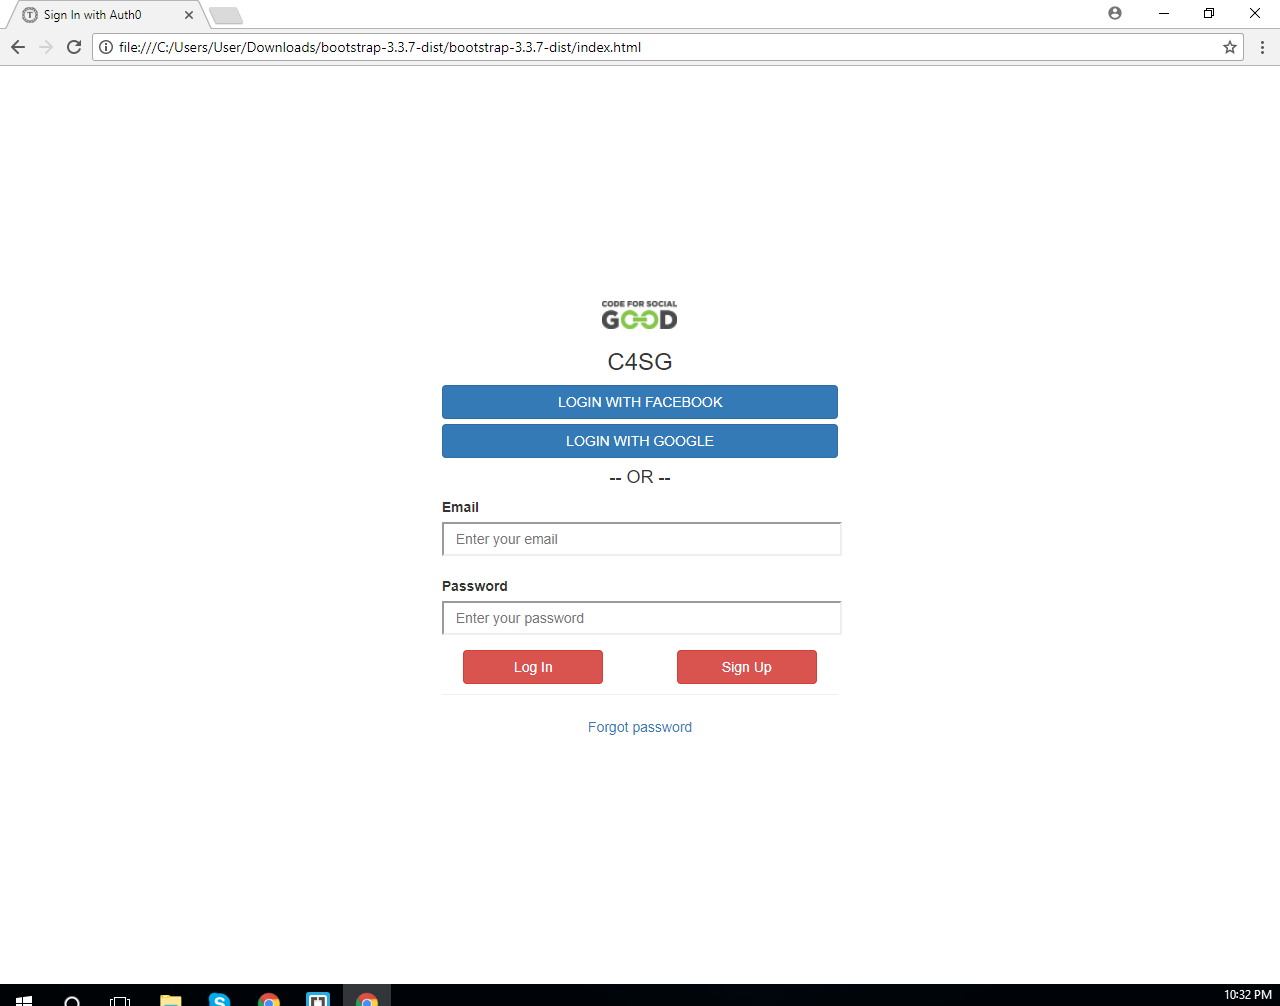 Sign In with Auth0
file:///C:/Users/User/Downloads/bootstrap-3.3.7-dist/bootstrap-3.3.7-dist/index.html
CODE FOR SOCIAL
GOOD
C4SG
LOGIN WITH FACEBOOK
LOGIN WITH GOOGLE
-- OR --
Email
Enter your email
Password
Enter your password
Log In Sign Up
Forgot password
10:32 PM